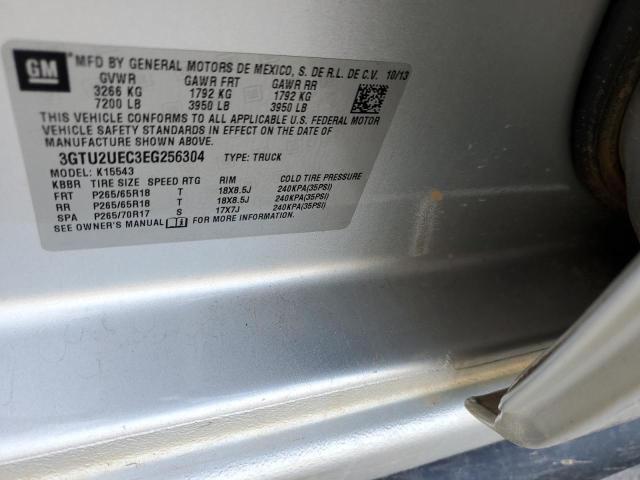 GM
MFD BY GENERAL MOTORS DE MEXICO, S. DE R.L. DE C.V. 10/13
GVWR GAWR FRT GAWR RR
3266 KG 1792 KG 1792 KG
7200 LB 3950 LB 3950 LB
THIS VEHICLE CONFORMS TO ALL APPLICABLE U.S. FEDERAL MOTOR
VEHICLE SAFETY STANDARDS IN EFFECT ON THE DATE OF
MANUFACTURE SHOWN ABOVE.
3GTU2UEC3EG256304 TYPE: TRUCK
MODEL: K15543
KBBR TIRE SIZE SPEED RTG RIM COLD TIRE PRESSURE
FRT P265/65R18 T 18X8.5J 240KPA(35PSI)
RR P265/65R18 T 18X8.5J 240KPA(35PSI)
SPA P265/70R17 S 17X7J 240KPA(35PSI)
SEE OWNER'S MANUAL FOR MORE INFORMATION.